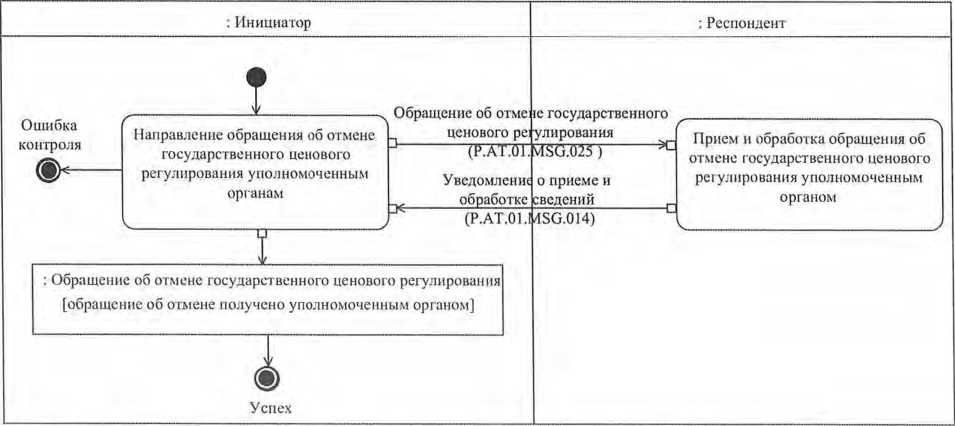 : Инициатор
: Респондент
Ошибка
контроля
Направление обращения об отмене
государственного ценового
регулирования уполномоченным
органам
Обращение об отмене государственного
ценового регулирования
(P.AT.01.MSG.025 )
Уведомление о приеме и
обработке сведений
(P.AT.01.MSG.014)
Прием и обработка обращения об
отмене государственного ценового
регулирования уполномоченным
органом
: Обращение об отмене государственного ценового регулирования
[обращение об отмене получено уполномоченным органом]
Успех